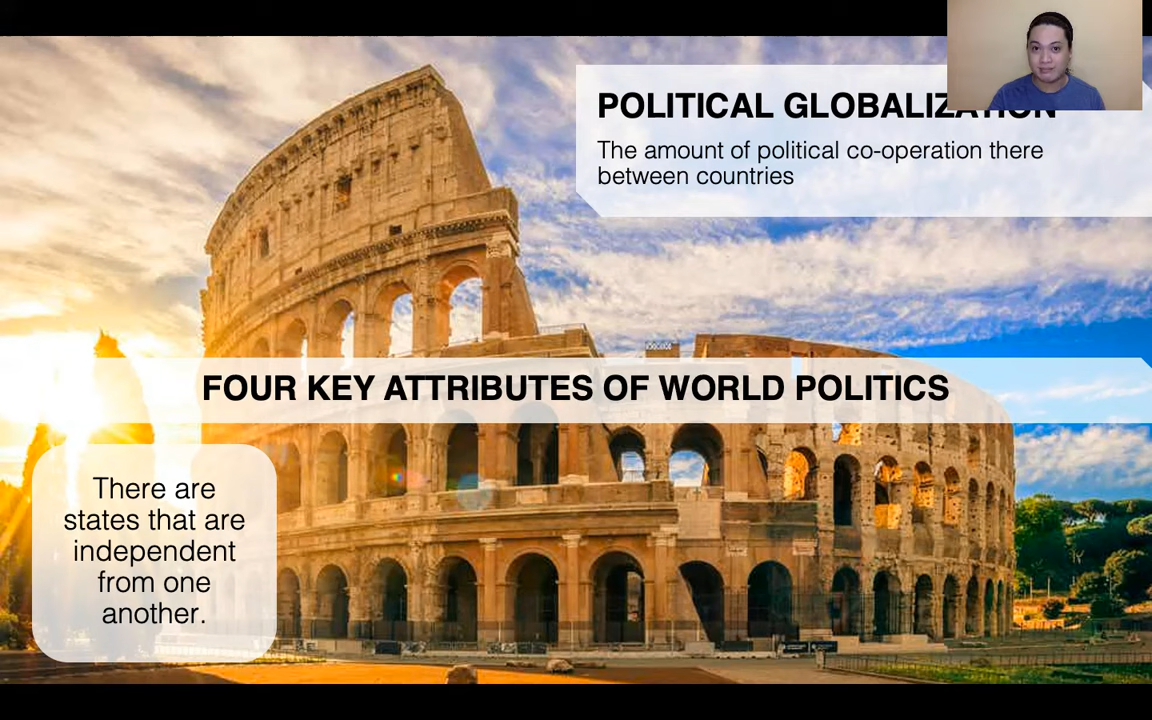 POLITICAL GLOBALIZATION
The amount of political co-operation there
between countries
FOUR KEY ATTRIBUTES OF WORLD POLITICS
There are
states that are
independent
from one
another.